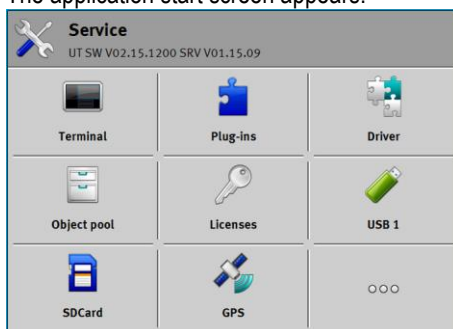 The application start screen appears.
Service
UT SW V02.15.1200 SRV V01.15.09
Terminal
Plug-ins
Driver
Object pool
Licenses
USB 1
SDCard
GPS